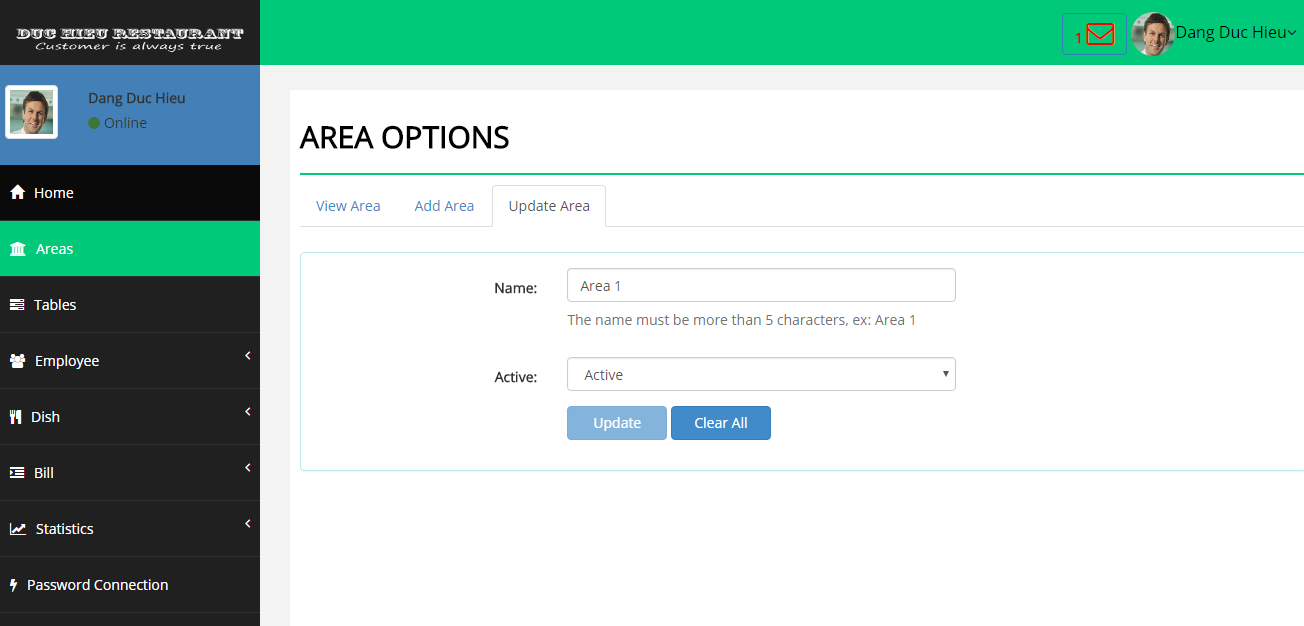 DUC HIEU RESTAURANT
Customer is always true
1
Dang Duc Hieu
Dang Duc Hieu
Online
Home
Areas
Tables
Employee
Dish
Bill
Statistics
Password Connection
AREA OPTIONS
View Area Add Area Update Area
Name: Area 1
The name must be more than 5 characters, ex: Area 1
Active: Active
Update Clear All